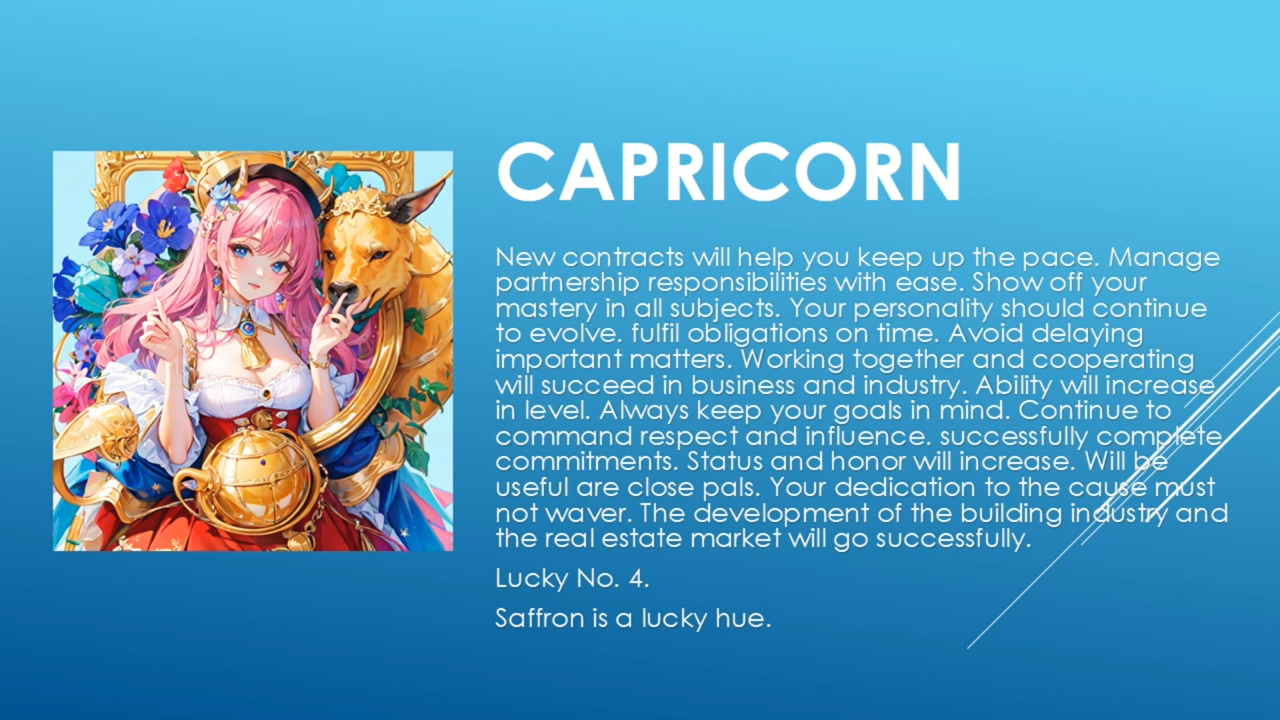 CAPRICORN
New contracts will help you keep up the pace. Manage
partnership responsibilities with ease. Show off your
mastery in all subjects. Your personality should continue
to evolve. fulfil obligations on time. Avoid delaying
important matters. Working together and cooperating
will succeed in business and industry. Ability will increase
in level. Always keep your goals in mind. Continue to
command respect and influence. successfully complete
commitments. Status and honor will increase. Will be
useful are close pals. Your dedication to the cause must
not waver. The development of the building industry and
the real estate market will go successfully.
Lucky No. 4.
Saffron is a lucky hue.